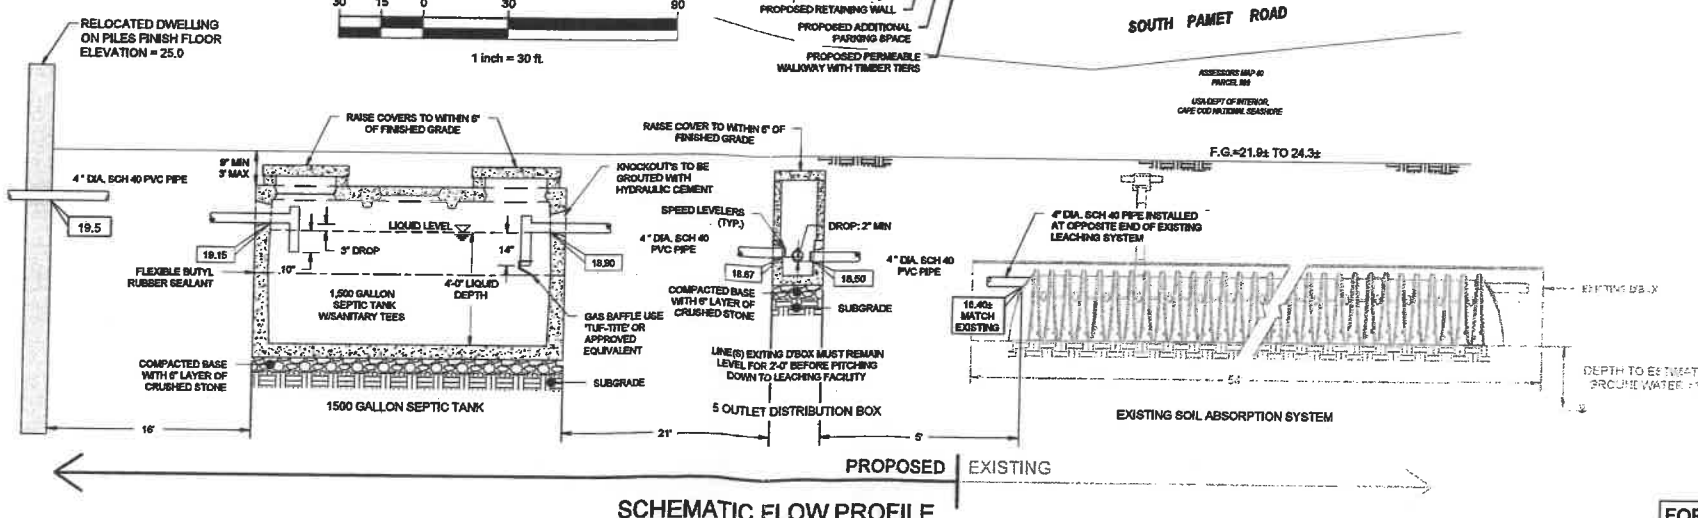 RELOCATED DWELLING
ON PILES FINISH FLOOR
ELEVATION = 25.0
30 15 0 30 90
1 inch = 30 ft.
PROPOSED RETAINING WALL
PROPOSED ADDITIONAL
PARKING SPACE
PROPOSED PERMEABLE
WALKWAY WITH TIMBER TIERS
SOUTH PAMET ROAD
ASSESSORS MAP
PARCEL
USA DEPT OF INTERIOR,
CAPE COD NATIONAL SEASHORE
RAISE COVERS TO WITHIN 6"
OF FINISHED GRADE
RAISE COVER TO WITHIN 6" OF
FINISHED GRADE
F.G.=21.9± TO 24.3±
9" MIN
3' MAX
4" DIA. SCH 40 PVC PIPE
19.5
KNOCKOUT'S TO BE
GROUTED WITH
HYDRAULIC CEMENT
LIQUID LEVEL
19.15
3" DROP
10"
14"
18.90
FLEXIBLE BUTYL
RUBBER SEALANT
1,500 GALLON
SEPTIC TANK
W/SANITARY TEES
4'-0" LIQUID
DEPTH
GAS BAFFLE USE
'TUF-TITE' OR
APPROVED
EQUIVALENT
COMPACTED BASE
WITH 6" LAYER OF
CRUSHED STONE
SUBGRADE
1500 GALLON SEPTIC TANK
SPEED LEVELERS
(TYP.)
DROP: 2" MIN
4" DIA. SCH 40
PVC PIPE
18.67
18.50
4" DIA. SCH 40
PVC PIPE
COMPACTED BASE
WITH 6" LAYER OF
CRUSHED STONE
SUBGRADE
LINE(S) EXITING D'BOX MUST REMAIN
LEVEL FOR 2'-0" BEFORE PITCHING
DOWN TO LEACHING FACILITY
5 OUTLET DISTRIBUTION BOX
4" DIA. SCH 40 PIPE INSTALLED
AT OPPOSITE END OF EXISTING
LEACHING SYSTEM
18.40±
MATCH
EXISTING
EXISTING D'BOX
54'
DEPTH TO ESTIMAT
GROUNDWATER
EXISTING SOIL ABSORPTION SYSTEM
16'
21'
5'
PROPOSED
EXISTING
SCHEMATIC FLOW PROFILE
FOR